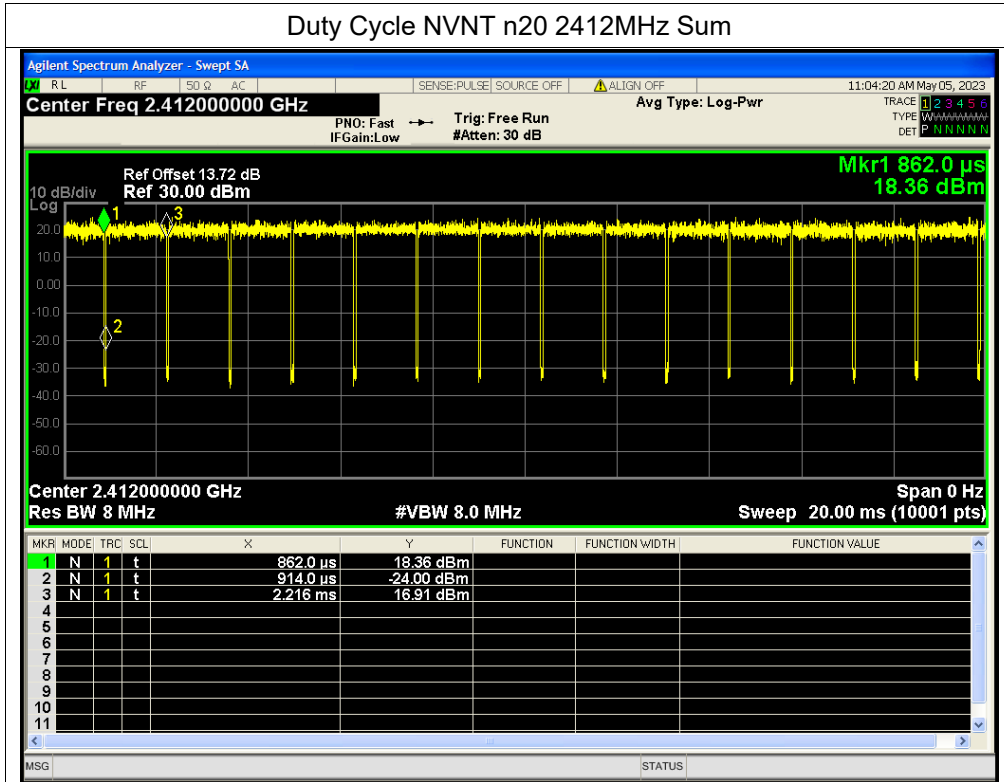 Duty Cycle NVNT n20 2412MHz Sum
Agilent Spectrum Analyzer - Swept SA
LXI RL RF 50 Ω AC SENSE:PULSE SOURCE OFF ALIGN OFF 11:04:20 AM May 05, 2023
Center Freq 2.412000000 GHz Avg Type: Log-Pwr TRACE 1 2 3 4 5 6
PNO: Fast Trig: Free Run TYPE W
IFGain:Low #Atten: 30 dB DET P N N N N N
Mkr1 862.0 µs
Ref Offset 13.72 dB
10 dB/div Ref 30.00 dBm 18.36 dBm
Log
1 3
20.0
10.0
0.00
-10.0
2
-20.0
-30.0
-40.0
-50.0
-60.0
Center 2.412000000 GHz Span 0 Hz
Res BW 8 MHz #VBW 8.0 MHz Sweep 20.00 ms (10001 pts)
MKR MODE TRC SCL X Y FUNCTION FUNCTION WIDTH FUNCTION VALUE
1 N 1 t 862.0 µs 18.36 dBm
2 N 1 t 914.0 µs -24.00 dBm
3 N 1 t 2.216 ms 16.91 dBm
4
5
6
7
8
9
10
11
MSG STATUS